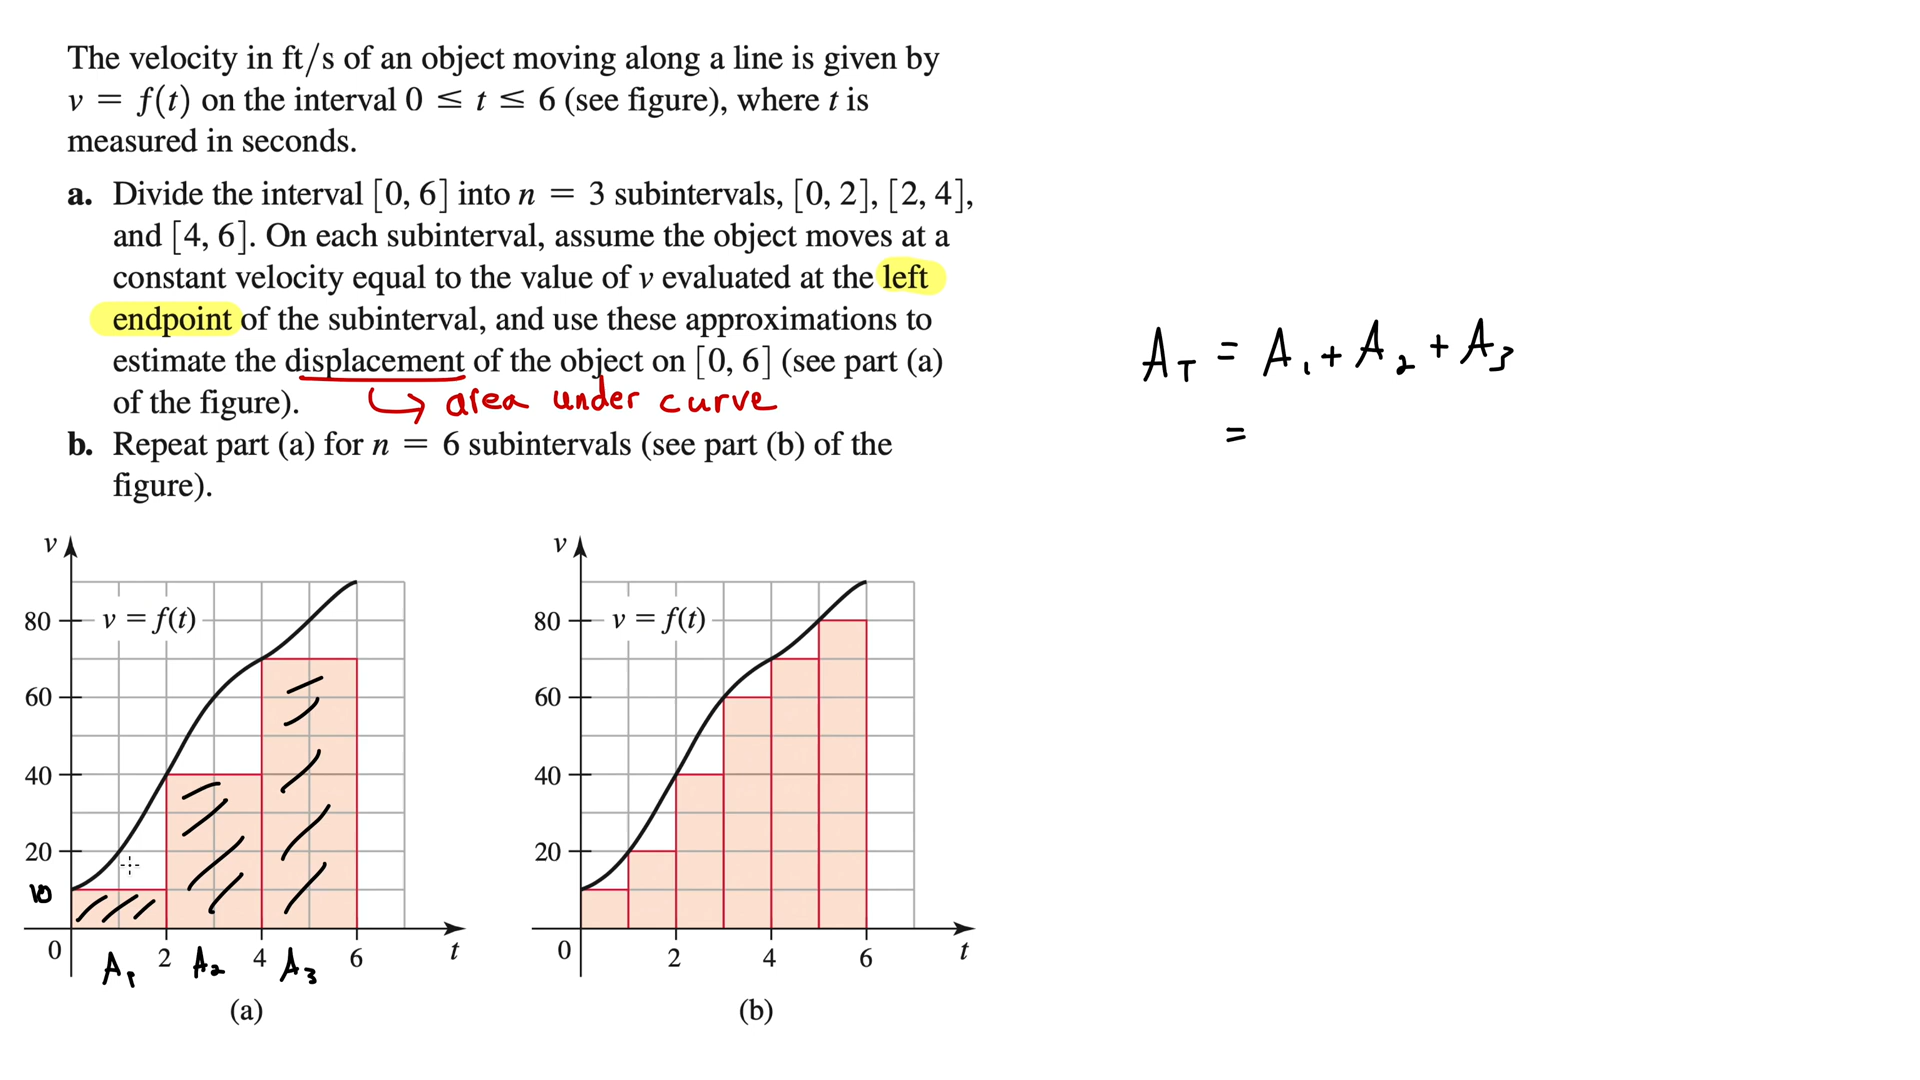 The velocity in ft/s of an object moving along a line is given by
v = f(t) on the interval 0 ≤ t ≤ 6 (see figure), where t is
measured in seconds.
a. Divide the interval [0, 6] into n = 3 subintervals, [0, 2], [2, 4],
and [4, 6]. On each subinterval, assume the object moves at a
constant velocity equal to the value of v evaluated at the left
endpoint of the subinterval, and use these approximations to
estimate the displacement of the object on [0, 6] (see part (a)
of the figure).
area under curve
b. Repeat part (a) for n = 6 subintervals (see part (b) of the
figure).
A_T = A_1 + A_2 + A_3
=
v
v = f(t)
80
60
40
20
10
0
2
4
6
t
A_1
A_2
A_3
(a)
v
v = f(t)
80
60
40
20
0
2
4
6
t
(b)